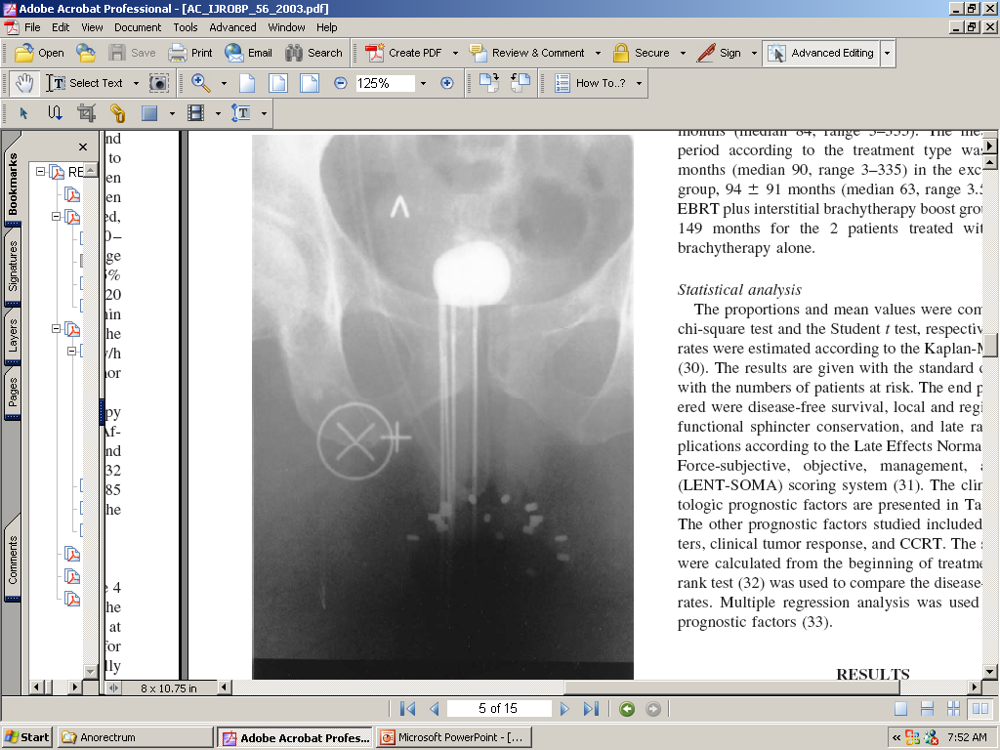 Adobe Acrobat Professional - [AC_IJROBP_56_2003.pdf]
File Edit View Document Tools Advanced Window Help
Open Save Print Email Search Create PDF Review & Comment Secure Sign Advanced Editing
Select Text 125% How To..?
Bookmarks
Signatures
Layers
Pages
Comments
RE
nd
to
en
en
ed,
0–
ge
5%
20
nin
he
y/h
nor
py
Af-
nd
32
85
he
e 4
he
at
for
lly
months (median 84, range 3–335). The me
period according to the treatment type was
months (median 90, range 3–335) in the exc
group, 94 ± 91 months (median 63, range 3.5
EBRT plus interstitial brachytherapy boost grou
149 months for the 2 patients treated wit
brachytherapy alone.
Statistical analysis
The proportions and mean values were com
chi-square test and the Student t test, respectiv
rates were estimated according to the Kaplan-M
(30). The results are given with the standard
with the numbers of patients at risk. The end p
ered were disease-free survival, local and regi
functional sphincter conservation, and late ra
plications according to the Late Effects Norma
Force-subjective, objective, management,
(LENT-SOMA) scoring system (31). The clin
tologic prognostic factors are presented in Ta
The other prognostic factors studied included
ters, clinical tumor response, and CCRT. The
were calculated from the beginning of treatme
rank test (32) was used to compare the disease-
rates. Multiple regression analysis was used
prognostic factors (33).
RESULTS
8 x 10.75 in
5 of 15
Start Anorectrum Adobe Acrobat Profes... Microsoft PowerPoint - [... « 7:52 AM